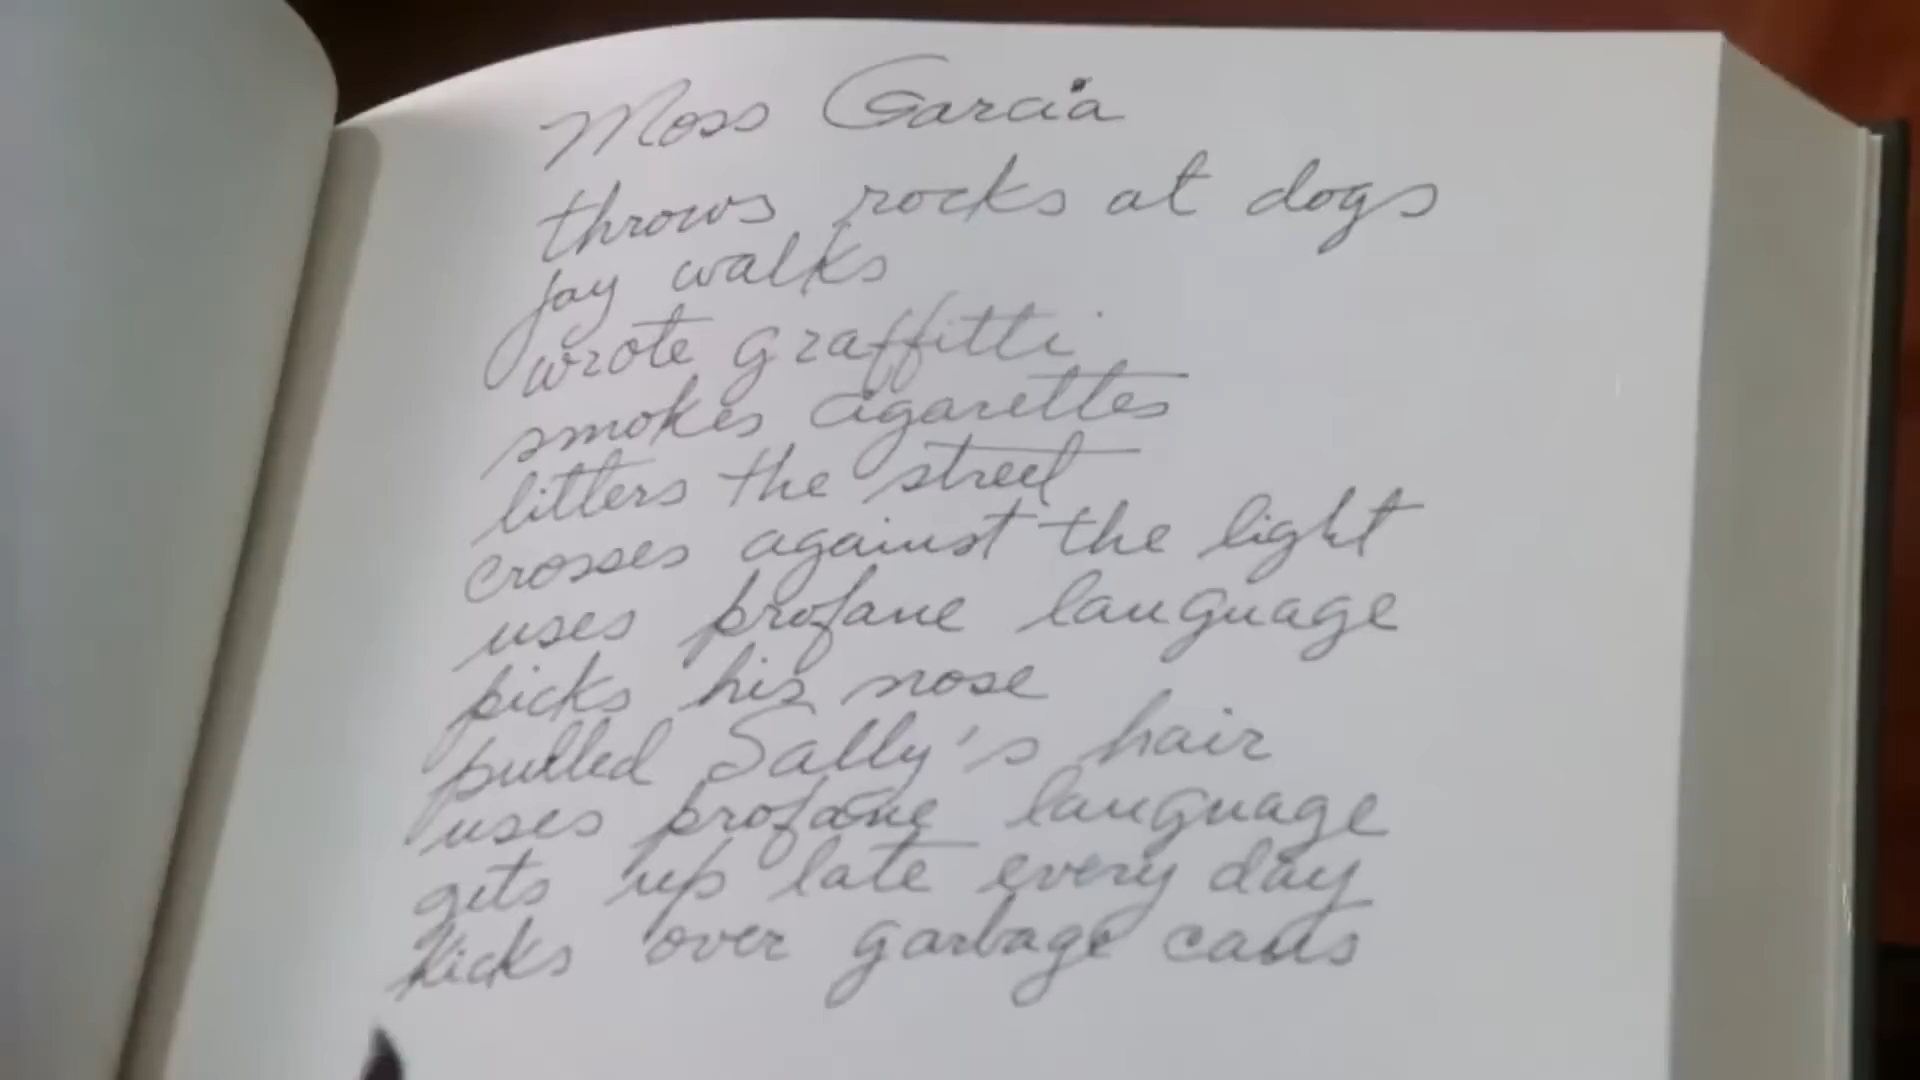 Moss Garcia
throws rocks at dogs
jay walks
wrote graffitti
smokes cigarettes
litters the street
crosses against the light
uses profane language
picks his nose
pulled Sally's hair
uses profane language
gets up late every day
kicks over garbage cans